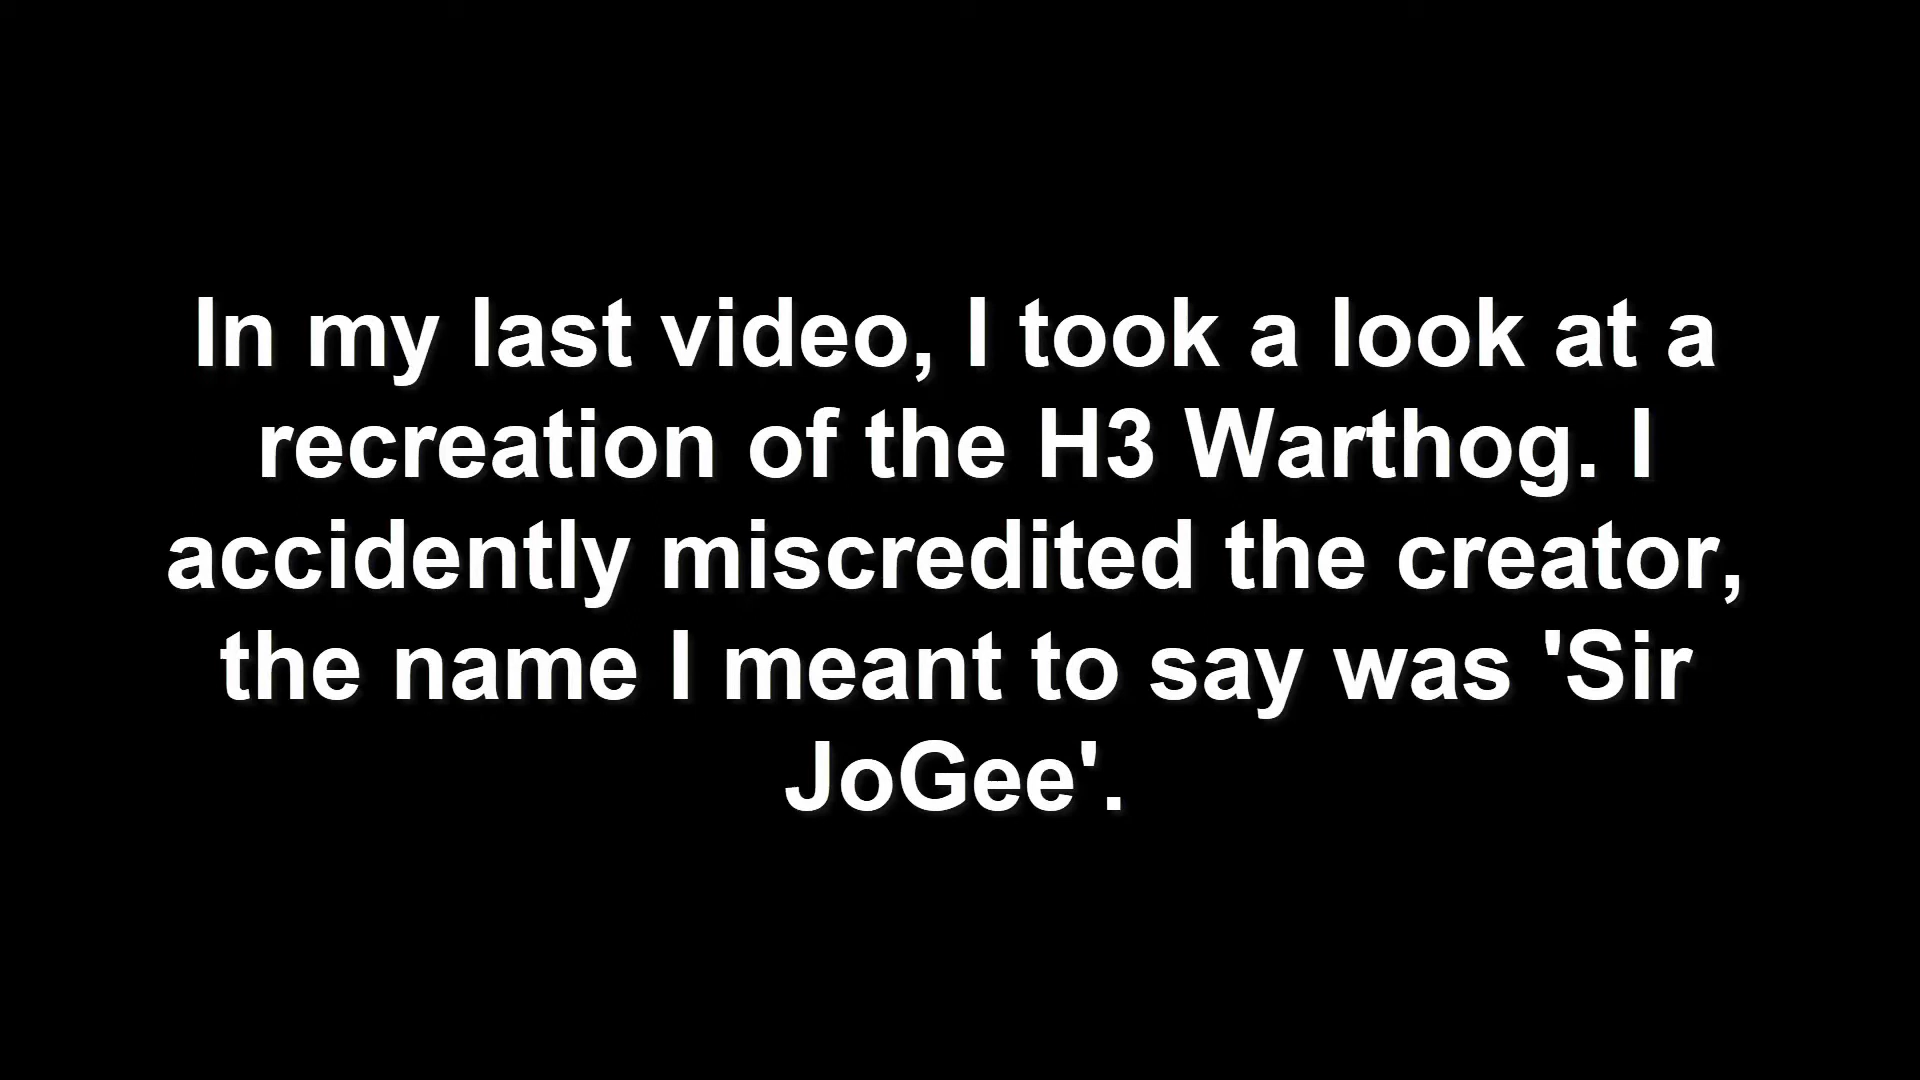 In my last video, I took a look at a
recreation of the H3 Warthog. I
accidently miscredited the creator,
the name I meant to say was 'Sir
JoGee'.